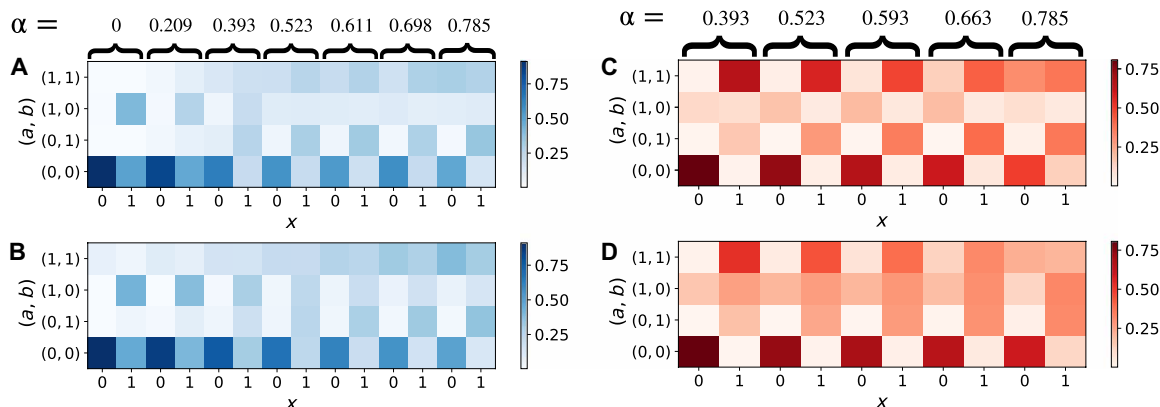 α = 0 0.209 0.393 0.523 0.611 0.698 0.785
A
(1, 1)
(1, 0)
(0, 1)
(0, 0)
(a, b)
0 1 0 1 0 1 0 1 0 1 0 1 0 1
x
0.75
0.50
0.25
B
(1, 1)
(1, 0)
(0, 1)
(0, 0)
(a, b)
0 1 0 1 0 1 0 1 0 1 0 1 0 1
x
0.75
0.50
0.25
α = 0.393 0.523 0.593 0.663 0.785
C
(1, 1)
(1, 0)
(0, 1)
(0, 0)
(a, b)
0 1 0 1 0 1 0 1 0 1
x
0.75
0.50
0.25
D
(1, 1)
(1, 0)
(0, 1)
(0, 0)
(a, b)
0 1 0 1 0 1 0 1 0 1
x
0.75
0.50
0.25